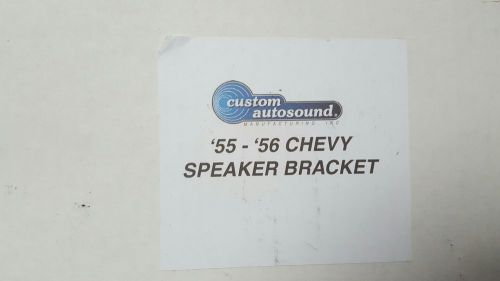 custom
autosound®
MANUFACTURING, INC.
'55 - '56 CHEVY
SPEAKER BRACKET